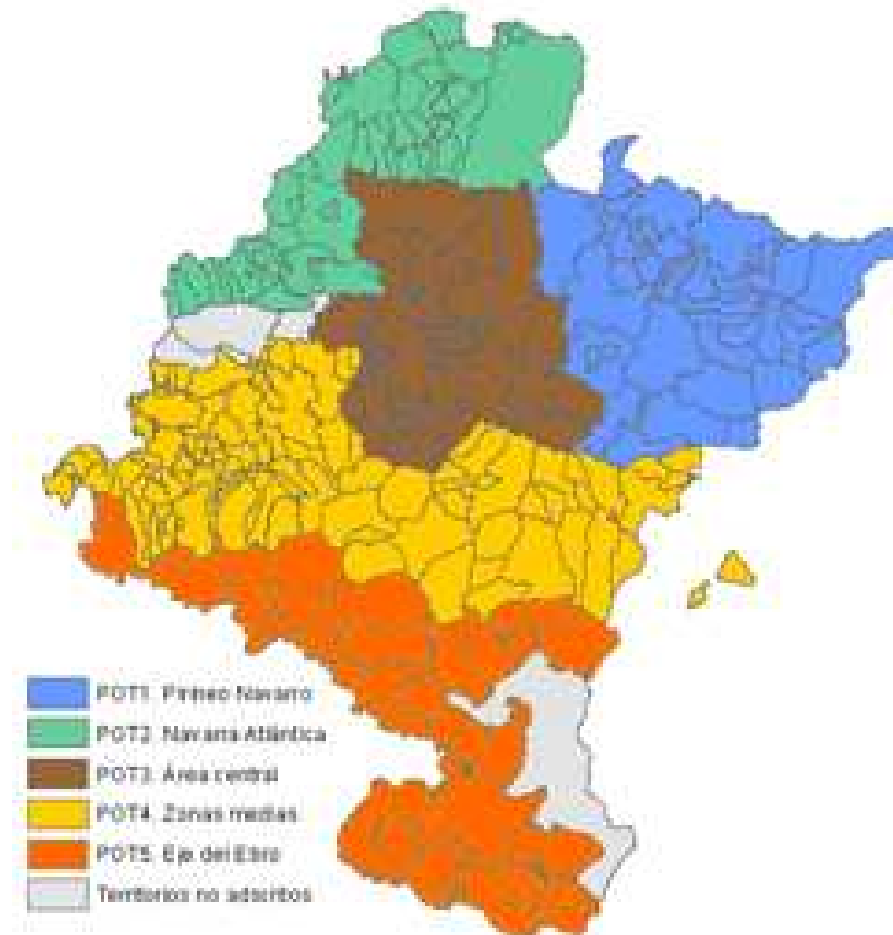 POT1. Pirineo Navarro
POT2. Navarra Atlántica
POT3. Área central
POT4. Zonas medias
POT5. Eje del Ebro
Territorios no adscritos